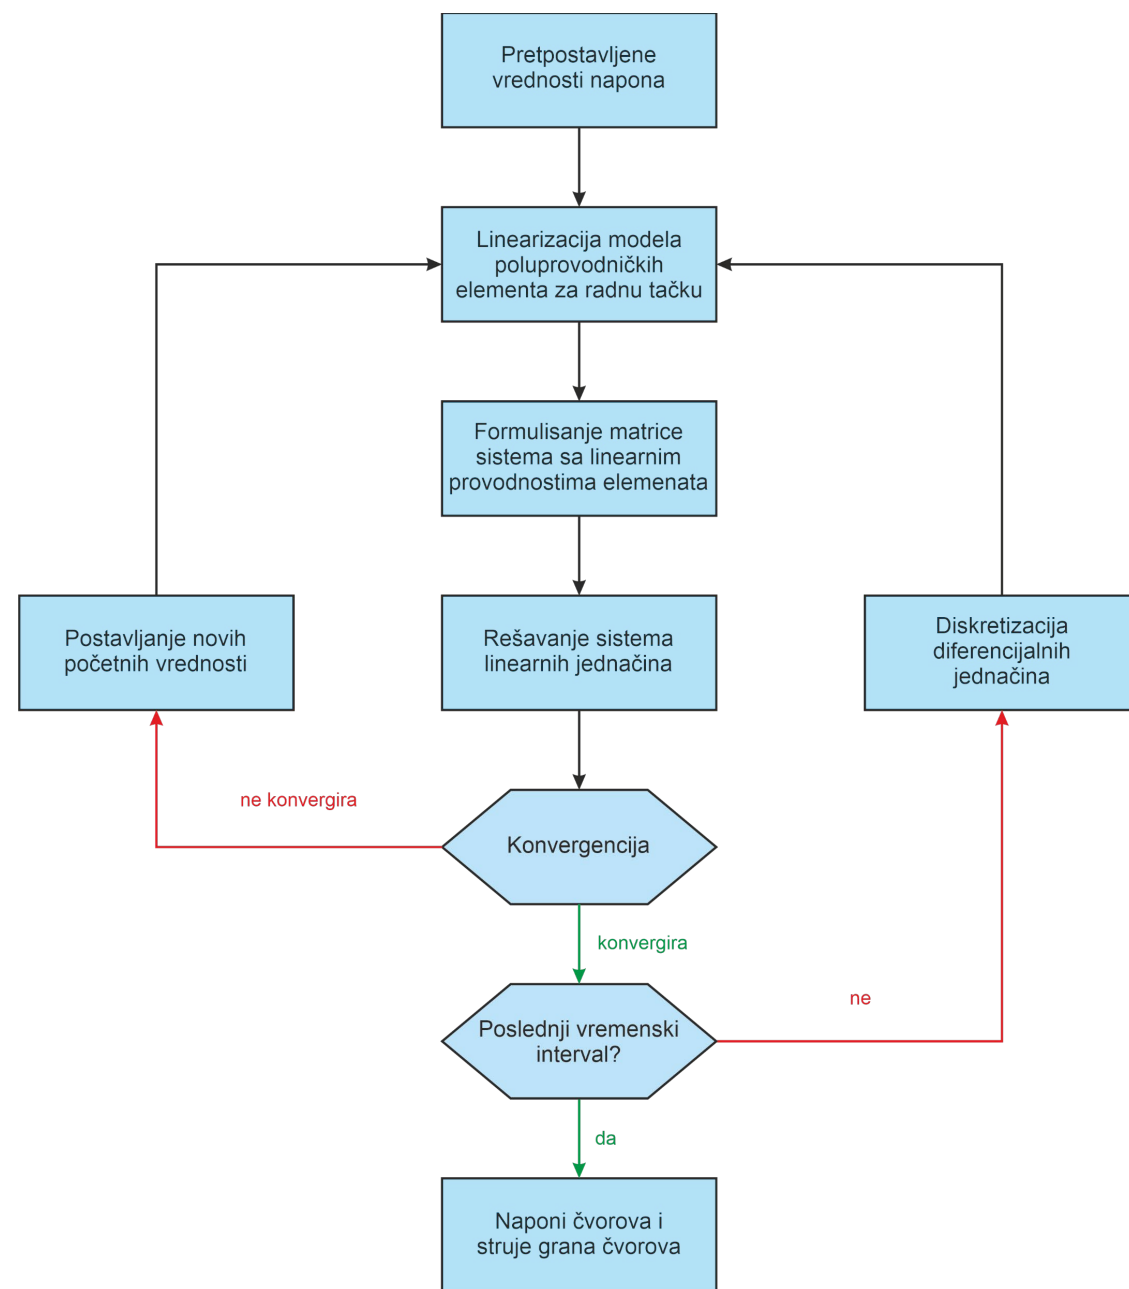 Pretpostavljene
vrednosti napona
Linearizacija modela
poluprovodničkih
elementa za radnu tačku
Formulisanje matrice
sistema sa linearnim
provodnostima elemenata
Postavljanje novih
početnih vrednosti
Rešavanje sistema
linearnih jednačina
Diskretizacija
diferencijalnih
jednačina
ne konvergira
Konvergencija
konvergira
Poslednji vremenski
interval?
ne
da
Naponi čvorova i
struje grana čvorova